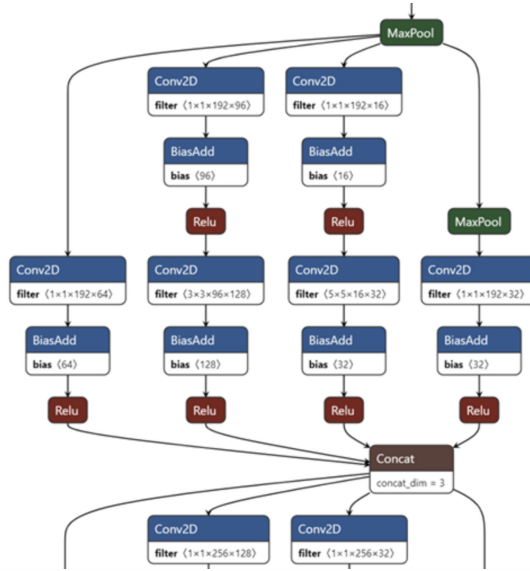 MaxPool
Conv2D
filter ⟨1×1×192×96⟩
Conv2D
filter ⟨1×1×192×16⟩
BiasAdd
bias ⟨96⟩
BiasAdd
bias ⟨16⟩
Relu
Relu
MaxPool
Conv2D
filter ⟨1×1×192×64⟩
Conv2D
filter ⟨3×3×96×128⟩
Conv2D
filter ⟨5×5×16×32⟩
Conv2D
filter ⟨1×1×192×32⟩
BiasAdd
bias ⟨64⟩
BiasAdd
bias ⟨128⟩
BiasAdd
bias ⟨32⟩
BiasAdd
bias ⟨32⟩
Relu
Relu
Relu
Relu
Concat
concat_dim = 3
Conv2D
filter ⟨1×1×256×128⟩
Conv2D
filter ⟨1×1×256×32⟩